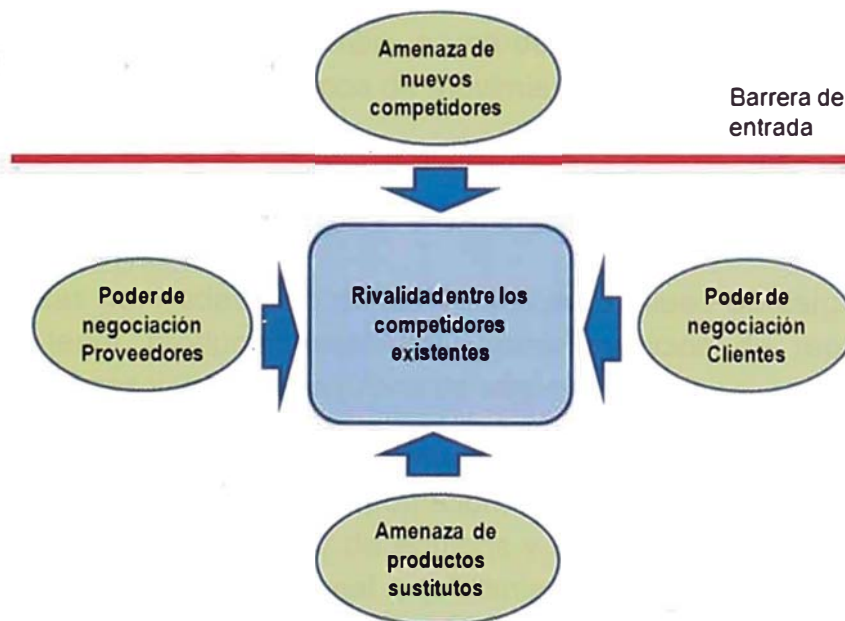 Amenaza de
nuevos
competidores
Barrera de
entrada
Poder de
negociación
Proveedores
Rivalidad entre los
competidores
existentes
Poder de
negociación
Clientes
Amenaza de
productos
sustitutos